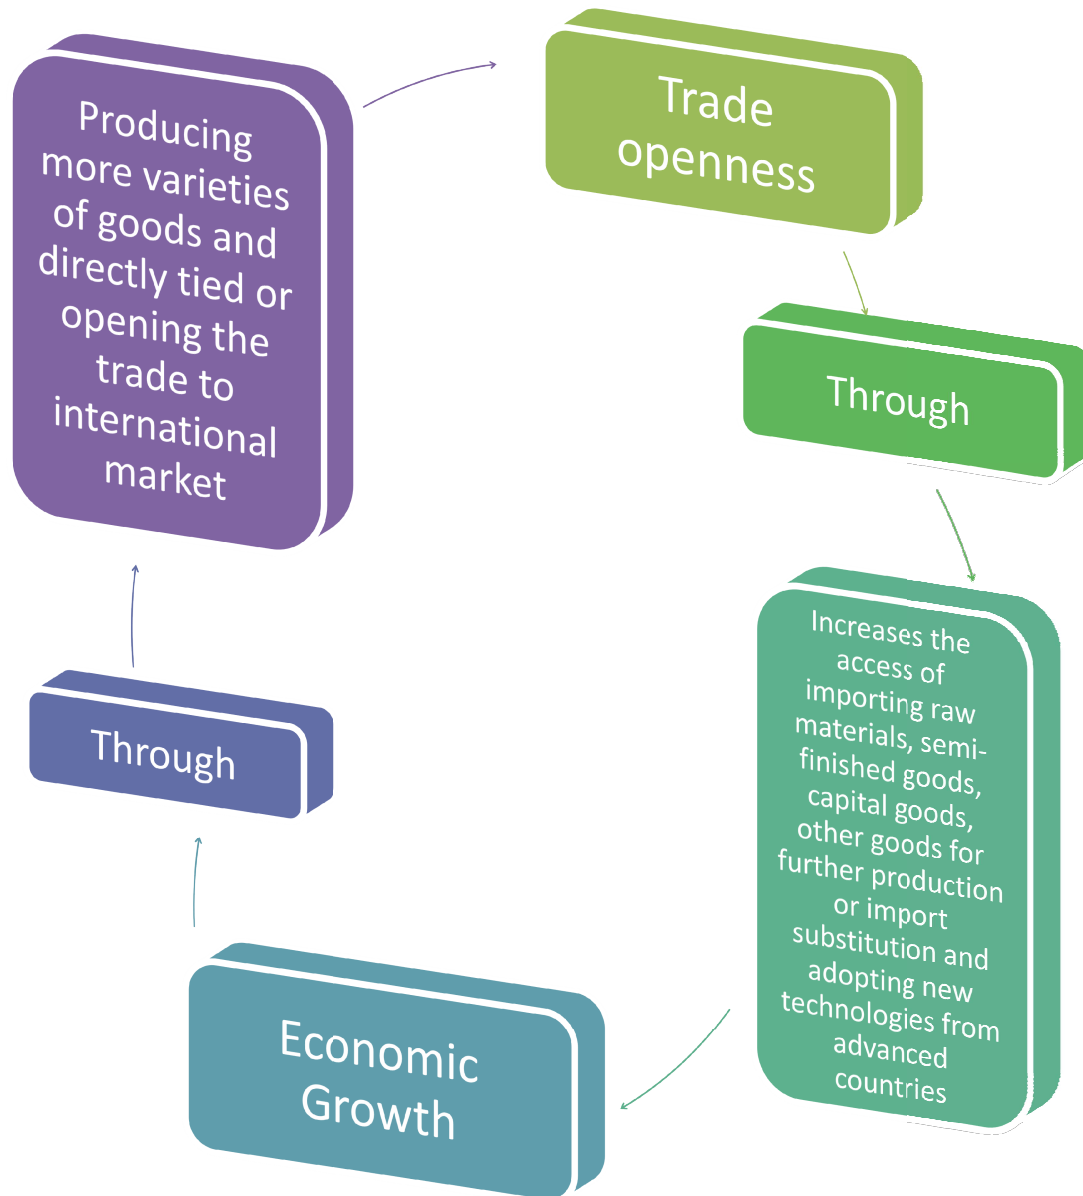 Trade
openness
Through
Increases the
access of
importing raw
materials, semi-
finished goods,
capital goods,
other goods for
further production
or import
substitution and
adopting new
technologies from
advanced
countries
Economic
Growth
Through
Producing
more varieties
of goods and
directly tied or
opening the
trade to
international
market